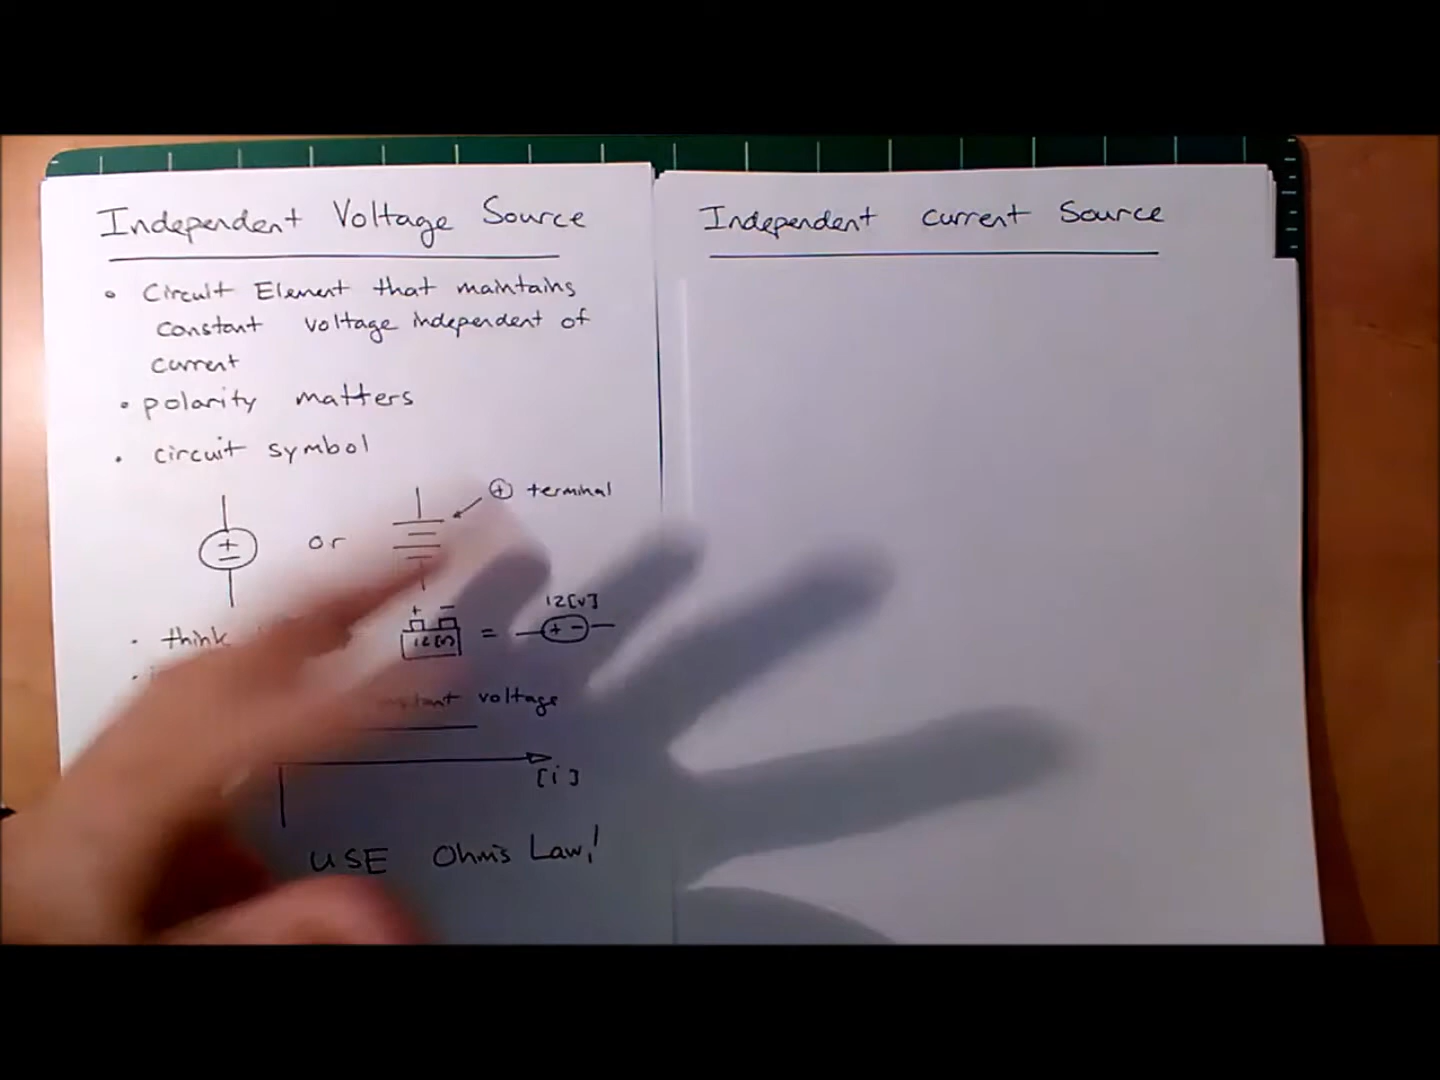 Independent Voltage Source
• Circuit Element that maintains
constant voltage independent of
current
• polarity matters
• circuit symbol
+ terminal
+
−
or
+ −
12[V]
=
12[V]
+ −
• think
voltage
[i]
USE Ohm's Law!
Independent current Source